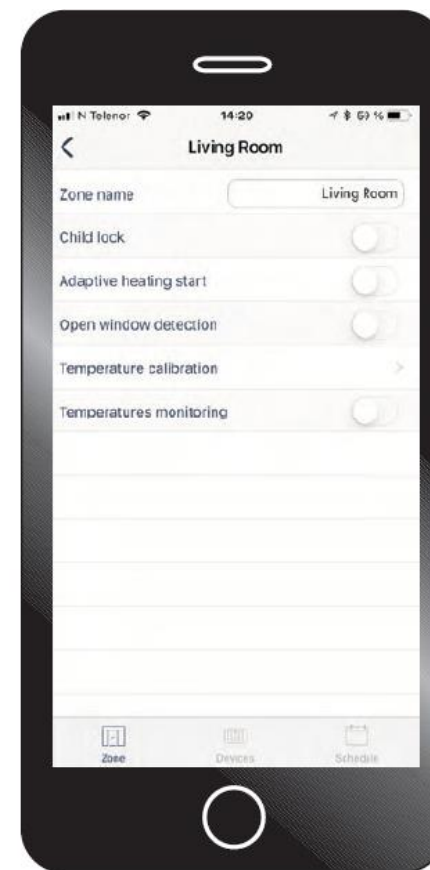 N Telenor 14:20 %
Living Room
Zone name Living Room
Child lock
Adaptive heating start
Open window detection
Temperature calibration
Temperatures monitoring
Zone Devices Schedule